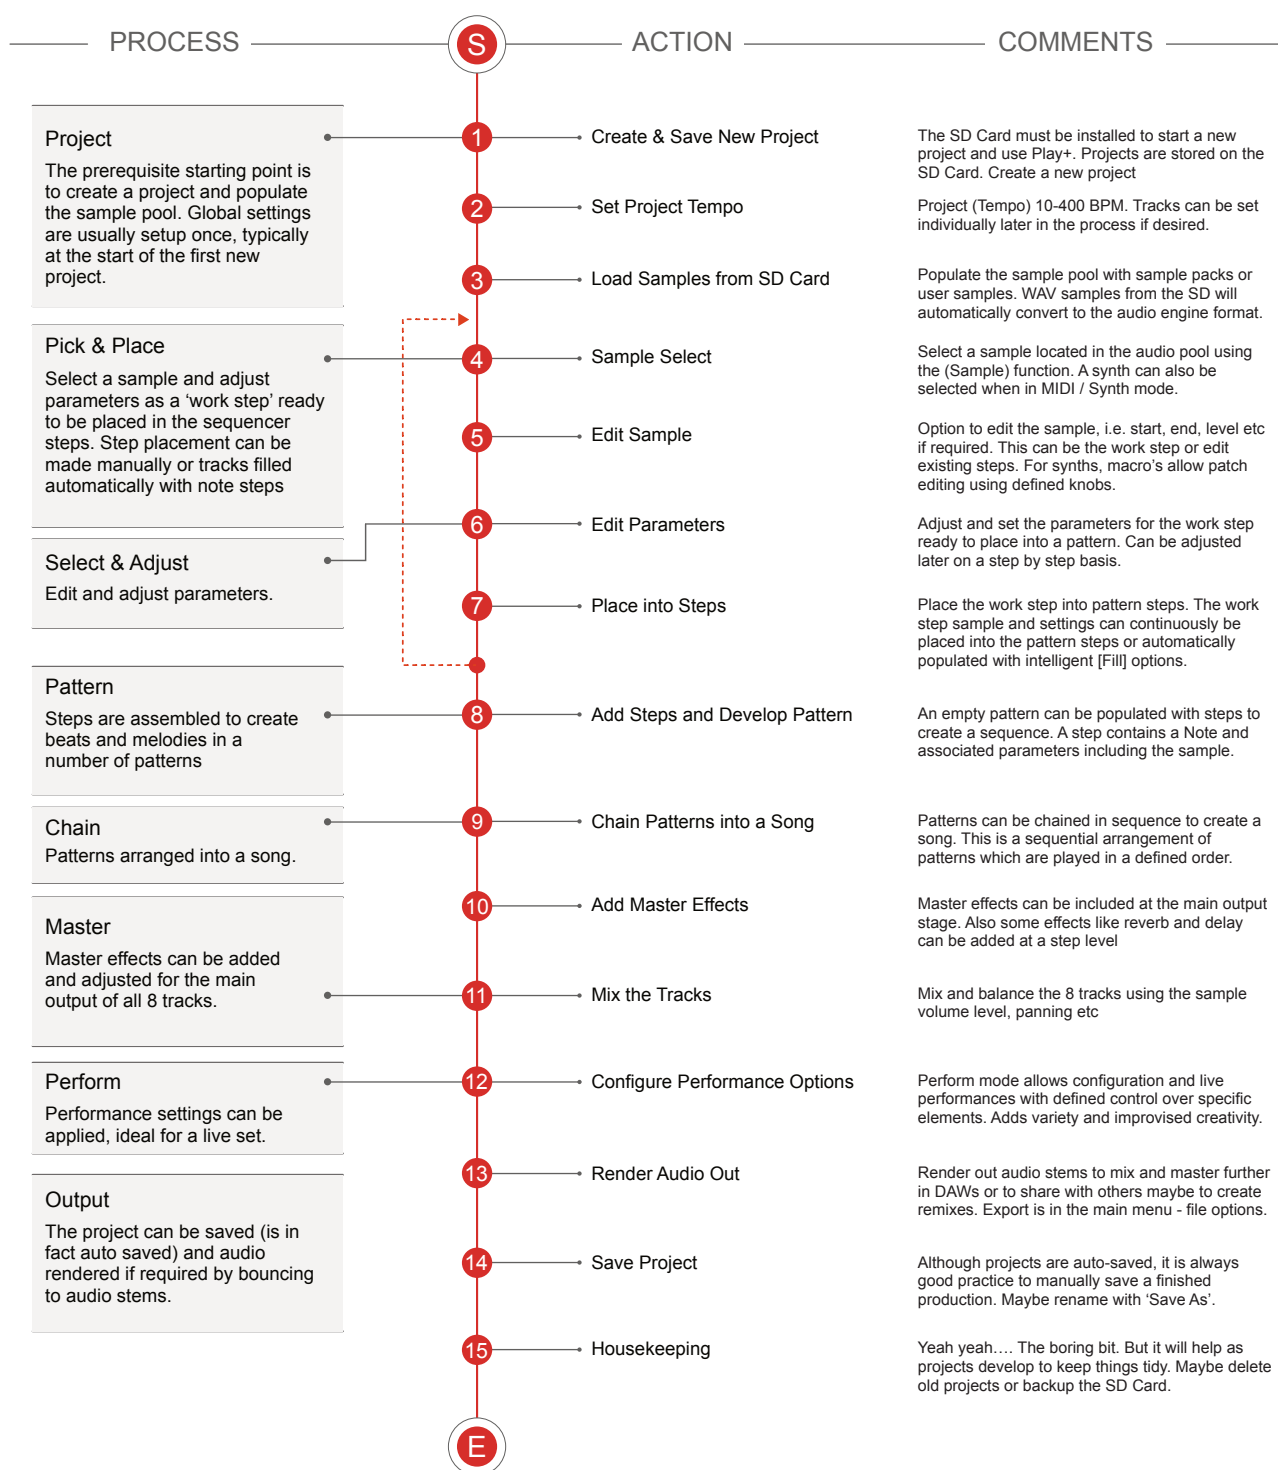 PROCESS
S
ACTION
COMMENTS
Project
The prerequisite starting point is
to create a project and populate
the sample pool. Global settings
are usually setup once, typically
at the start of the first new
project.
1
Create & Save New Project
The SD Card must be installed to start a new
project and use Play+. Projects are stored on the
SD Card. Create a new project
2
Set Project Tempo
Project (Tempo) 10-400 BPM. Tracks can be set
individually later in the process if desired.
3
Load Samples from SD Card
Populate the sample pool with sample packs or
user samples. WAV samples from the SD will
automatically convert to the audio engine format.
Pick & Place
Select a sample and adjust
parameters as a ‘work step’ ready
to be placed in the sequencer
steps. Step placement can be
made manually or tracks filled
automatically with note steps
4
Sample Select
Select a sample located in the audio pool using
the (Sample) function. A synth can also be
selected when in MIDI / Synth mode.
5
Edit Sample
Option to edit the sample, i.e. start, end, level etc
if required. This can be the work step or edit
existing steps. For synths, macro’s allow patch
editing using defined knobs.
Select & Adjust
Edit and adjust parameters.
6
Edit Parameters
Adjust and set the parameters for the work step
ready to place into a pattern. Can be adjusted
later on a step by step basis.
7
Place into Steps
Place the work step into pattern steps. The work
step sample and settings can continuously be
placed into the pattern steps or automatically
populated with intelligent [Fill] options.
Pattern
Steps are assembled to create
beats and melodies in a
number of patterns
8
Add Steps and Develop Pattern
An empty pattern can be populated with steps to
create a sequence. A step contains a Note and
associated parameters including the sample.
Chain
Patterns arranged into a song.
9
Chain Patterns into a Song
Patterns can be chained in sequence to create a
song. This is a sequential arrangement of
patterns which are played in a defined order.
10
Add Master Effects
Master effects can be included at the main output
stage. Also some effects like reverb and delay
can be added at a step level
Master
Master effects can be added
and adjusted for the main
output of all 8 tracks.
11
Mix the Tracks
Mix and balance the 8 tracks using the sample
volume level, panning etc
Perform
Performance settings can be
applied, ideal for a live set.
12
Configure Performance Options
Perform mode allows configuration and live
performances with defined control over specific
elements. Adds variety and improvised creativity.
13
Render Audio Out
Render out audio stems to mix and master further
in DAWs or to share with others maybe to create
remixes. Export is in the main menu - file options.
Output
The project can be saved (is in
fact auto saved) and audio
rendered if required by bouncing
to audio stems.
14
Save Project
Although projects are auto-saved, it is always
good practice to manually save a finished
production. Maybe rename with ‘Save As’.
15
Housekeeping
Yeah yeah…. The boring bit. But it will help as
projects develop to keep things tidy. Maybe delete
old projects or backup the SD Card.
E